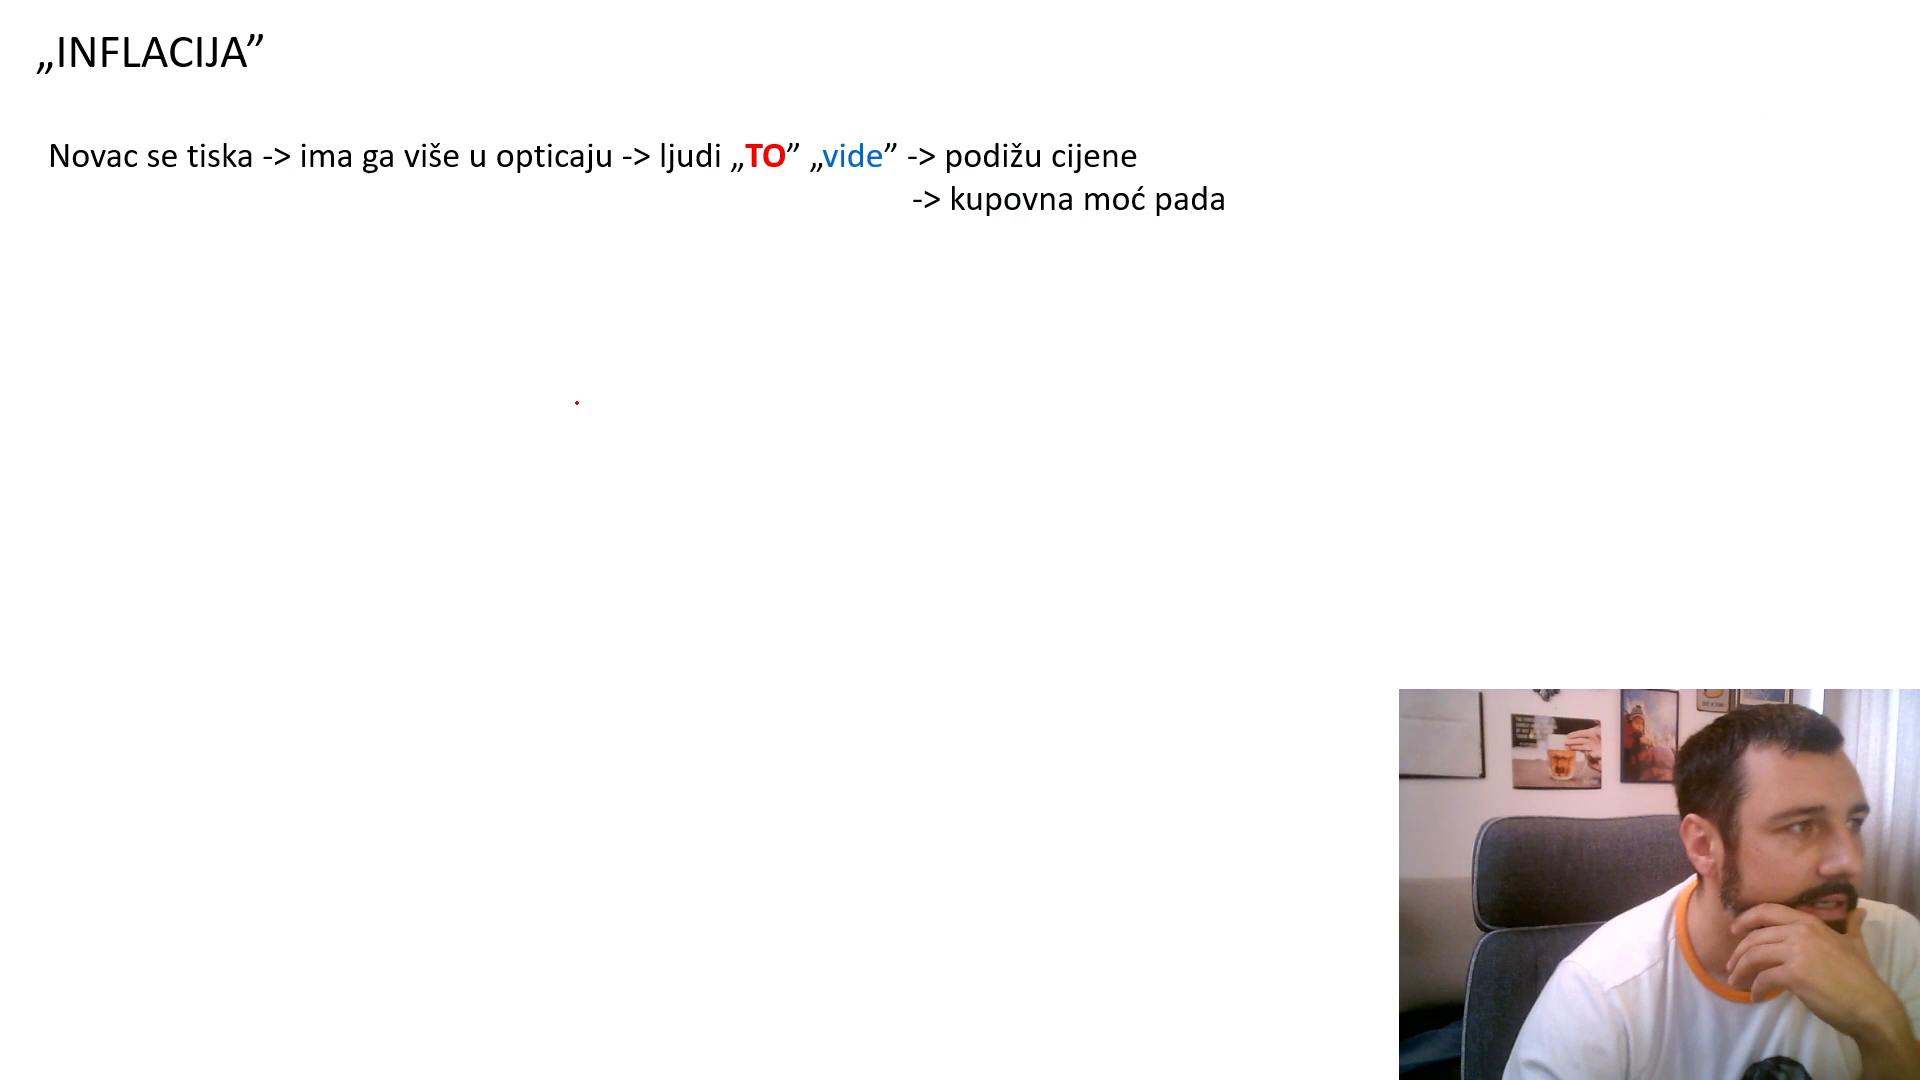 „INFLACIJA”
Novac se tiska -> ima ga više u opticaju -> ljudi „TO” „vide” -> podižu cijene
-> kupovna moć pada